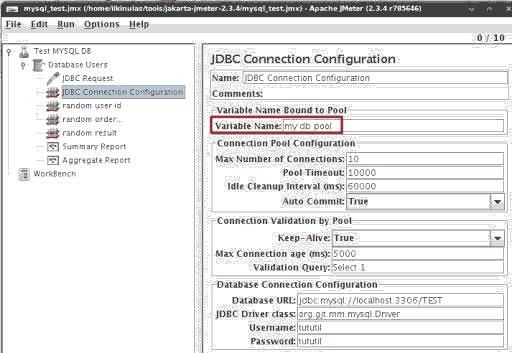 mysql_test.jmx (/home/ilkinulas/tools/jakarta-jmeter-2.3.4/mysql_test.jmx) - Apache JMeter (2.3.4 r785646)
File Edit Run Options Help
0 / 10
Test MYSQL DB
Database Users
JDBC Request
JDBC Connection Configuration
random user id
random order...
random result
Summary Report
Aggregate Report
WorkBench
JDBC Connection Configuration
Name: JDBC Connection Configuration
Comments:
Variable Name Bound to Pool
Variable Name: my db pool
Connection Pool Configuration
Max Number of Connections: 10
Pool Timeout: 10000
Idle Cleanup Interval (ms): 60000
Auto Commit: True
Connection Validation by Pool
Keep-Alive: True
Max Connection age (ms): 5000
Validation Query: Select 1
Database Connection Configuration
Database URL: jdbc:mysql://localhost:3306/TEST
JDBC Driver class: org.gjt.mm.mysql.Driver
Username: tututil
Password: tututil